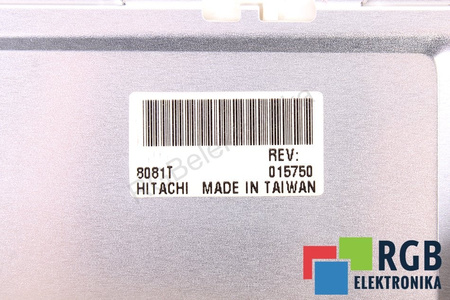 REV:
8081T 015750
HITACHI MADE IN TAIWAN
RGB
ELEKTRONIKA